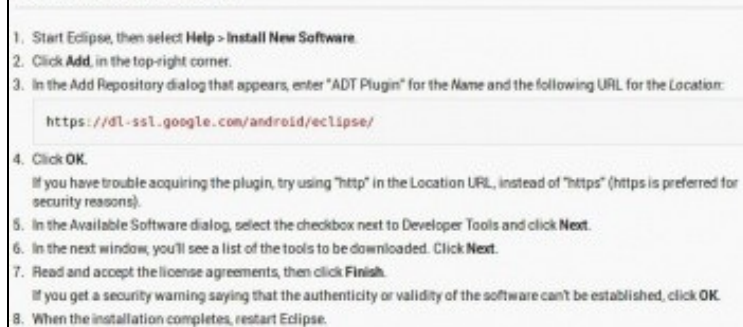 1. Start Eclipse, then select Help > Install New Software.
2. Click Add, in the top-right corner.
3. In the Add Repository dialog that appears, enter "ADT Plugin" for the Name and the following URL for the Location:
https://dl-ssl.google.com/android/eclipse/
4. Click OK.
If you have trouble acquiring the plugin, try using "http" in the Location URL, instead of "https" (https is preferred for
security reasons).
5. In the Available Software dialog, select the checkbox next to Developer Tools and click Next.
6. In the next window, you'll see a list of the tools to be downloaded. Click Next.
7. Read and accept the license agreements, then click Finish.
If you get a security warning saying that the authenticity or validity of the software can't be established, click OK.
8. When the installation completes, restart Eclipse.